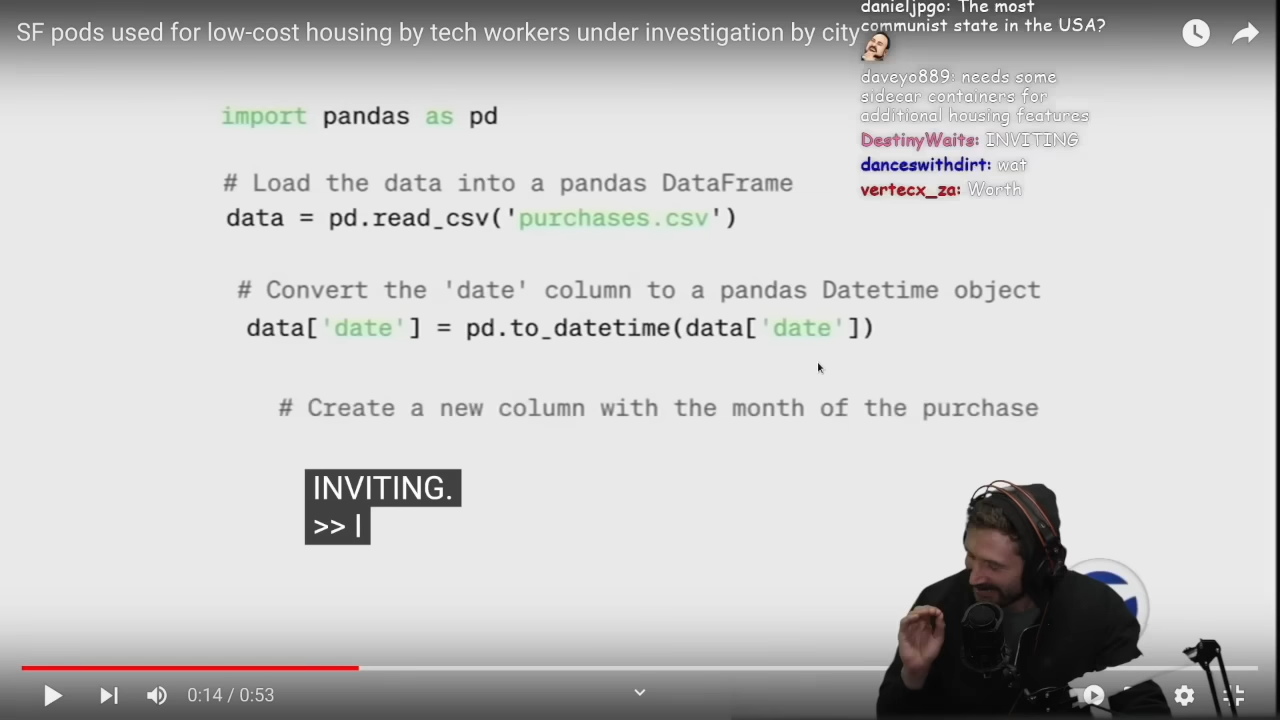 SF pods used for low-cost housing by tech workers under investigation by city
danieljpgo: The most
communist state in the USA?
daveyo889: needs some
sidecar containers for
additional housing features
DestinyWaits: INVITING
danceswithdirt: wat
vertecx_za: Worth
import pandas as pd
# Load the data into a pandas DataFrame
data = pd.read_csv('purchases.csv')
# Convert the 'date' column to a pandas Datetime object
data['date'] = pd.to_datetime(data['date'])
# Create a new column with the month of the purchase
INVITING.
>> |
0:14 / 0:53